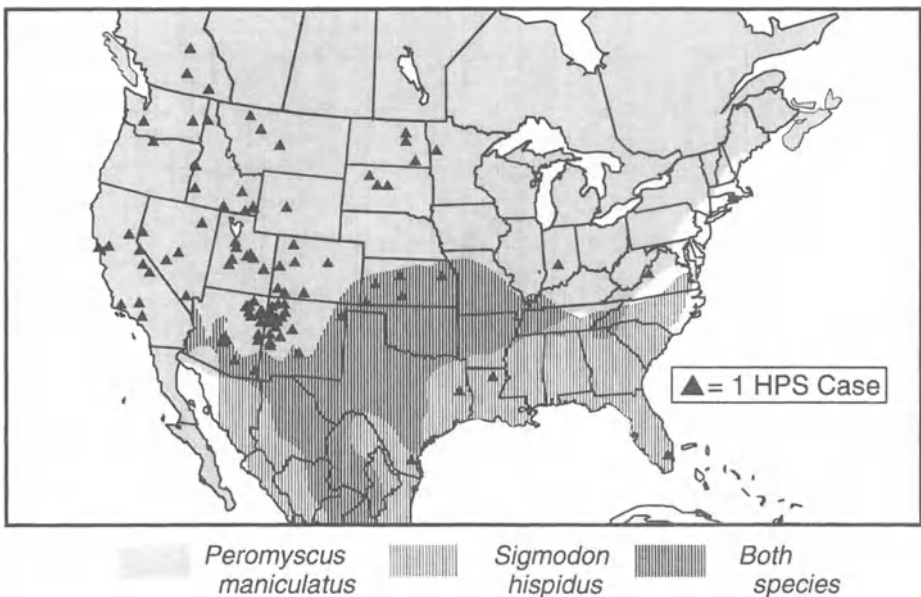 ▲ = 1 HPS Case
Peromyscus maniculatus
Sigmodon hispidus
Both species